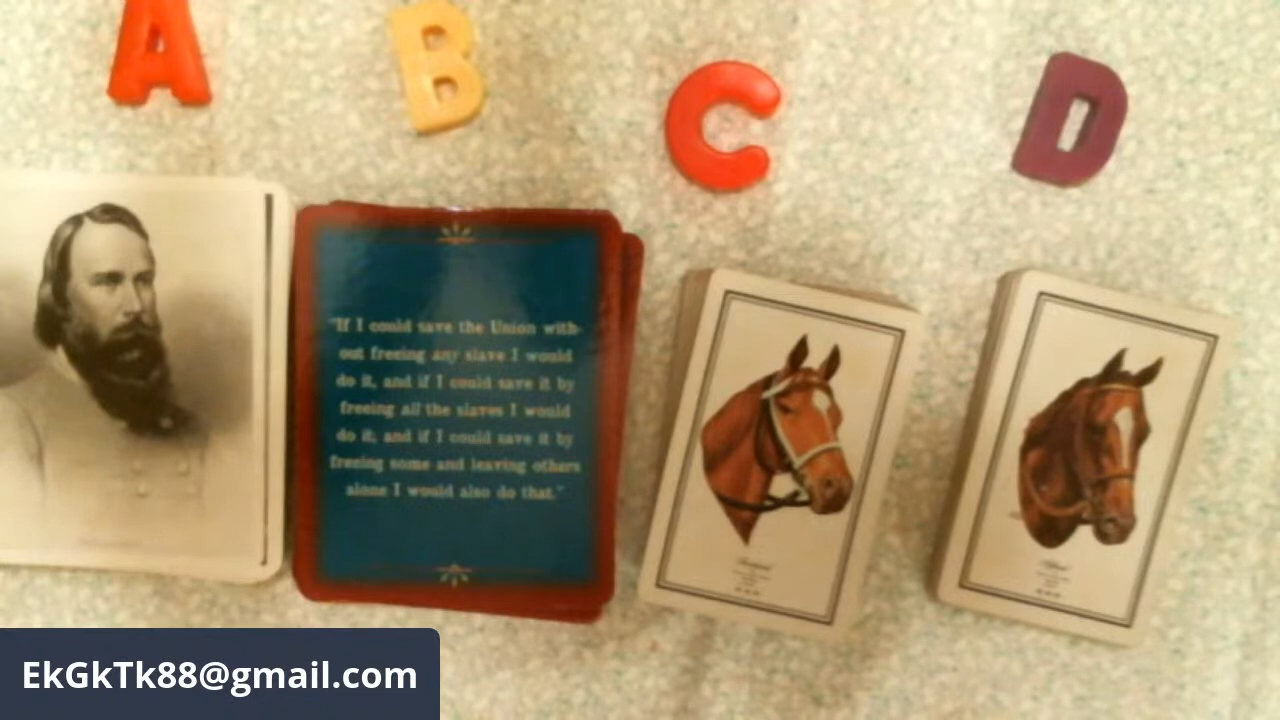 A
B
C
D
"If I could save the Union with-
out freeing any slave I would
do it, and if I could save it by
freeing all the slaves I would
do it; and if I could save it by
freeing some and leaving others
alone I would also do that."
EkGkTk88@gmail.com